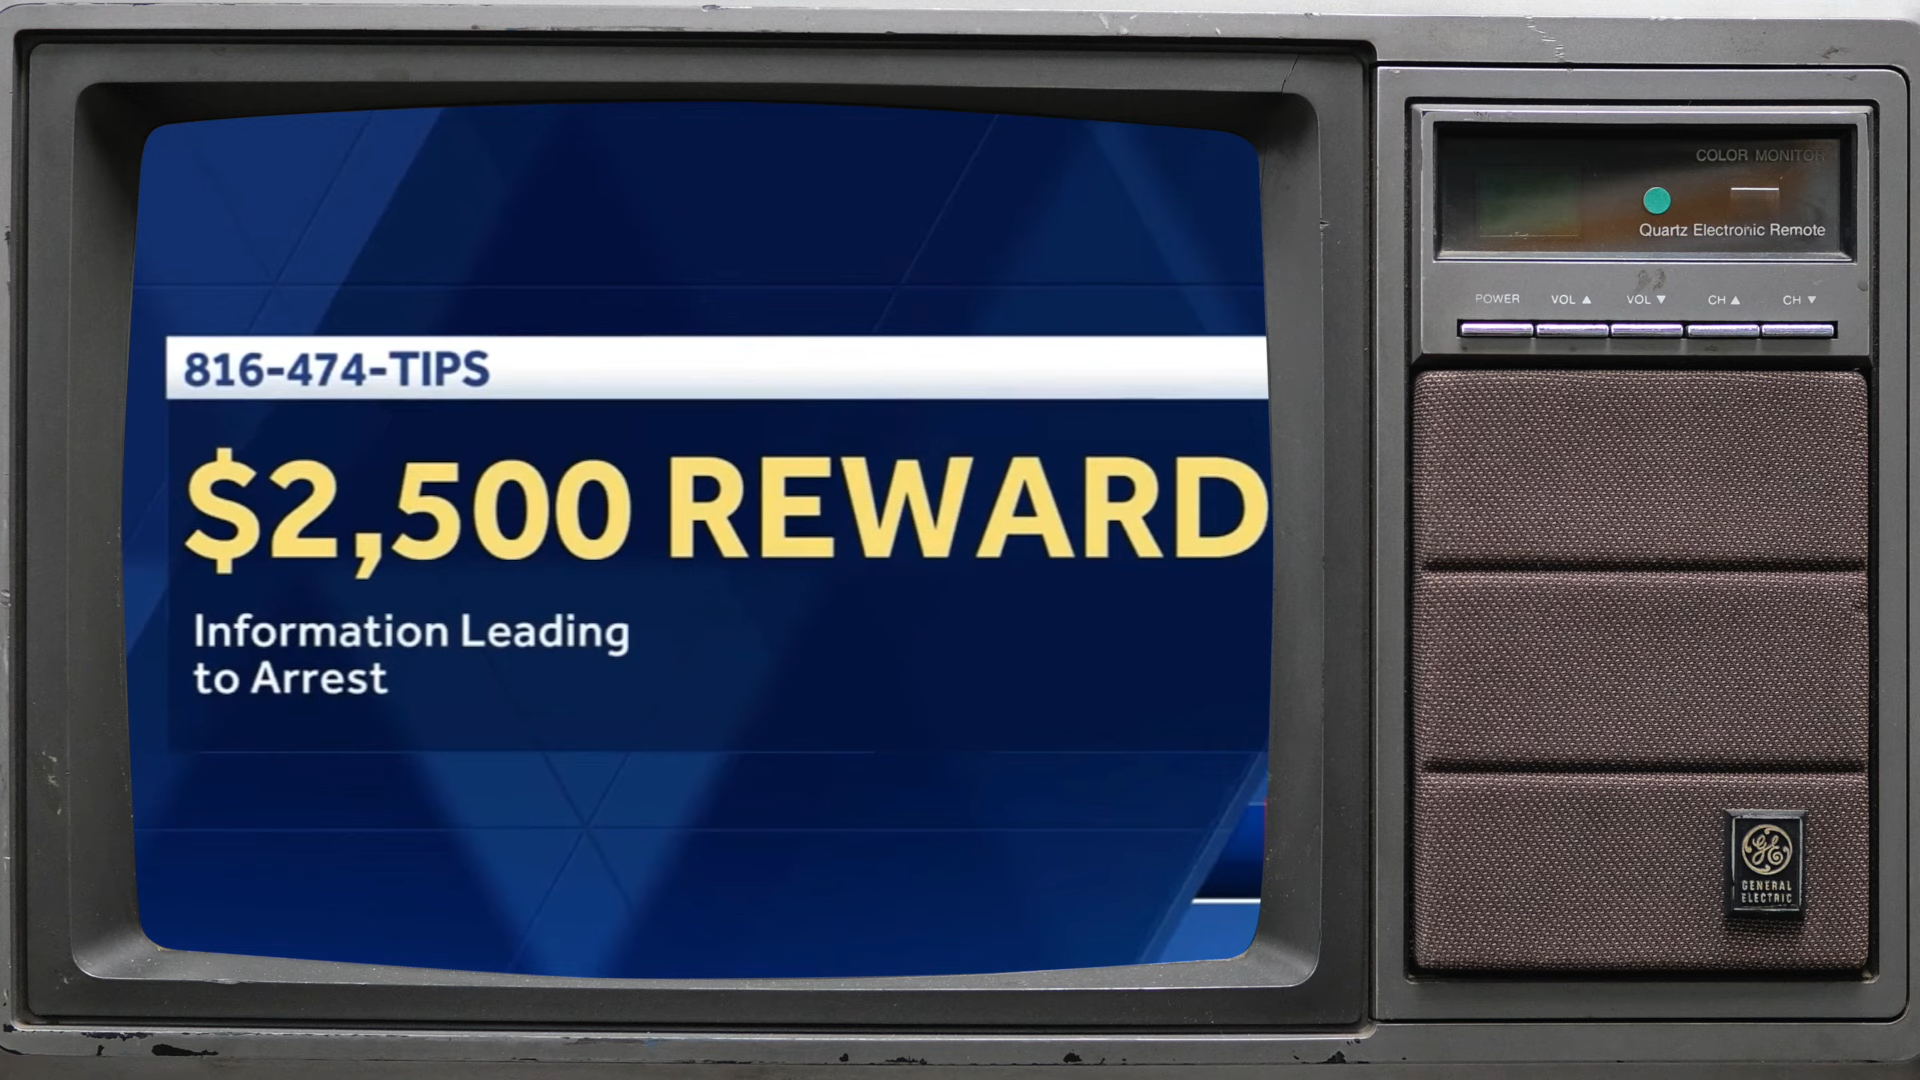 816-474-TIPS
$2,500 REWARD
Information Leading
to Arrest
COLOR MONITOR
Quartz Electronic Remote
POWER VOL ▲ VOL ▼ CH ▲ CH ▼
GE
GENERAL
ELECTRIC